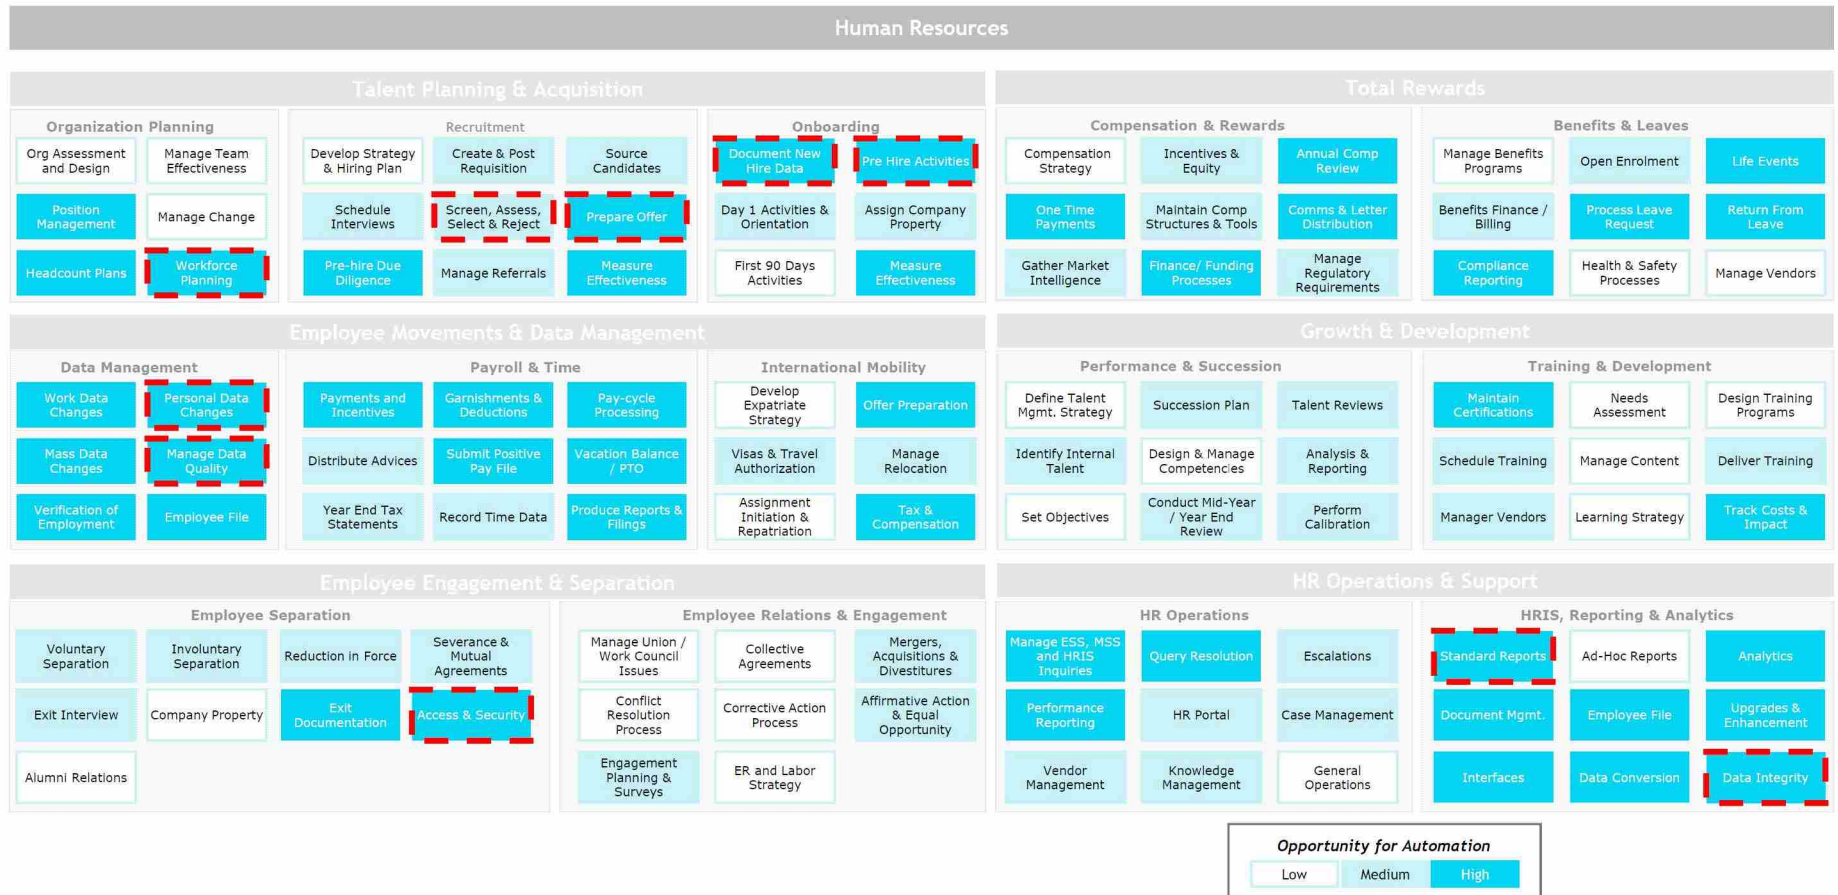 Human Resources
Talent Planning & Acquisition
Organization Planning
Org Assessment
and Design
Manage Team
Effectiveness
Position
Management
Manage Change
Headcount Plans
Workforce
Planning
Recruitment
Develop Strategy
& Hiring Plan
Create & Post
Requisition
Source
Candidates
Schedule
Interviews
Screen, Assess,
Select & Reject
Prepare Offer
Pre-hire Due
Diligence
Manage Referrals
Measure
Effectiveness
Onboarding
Document New
Hire Data
Pre Hire Activities
Day 1 Activities &
Orientation
Assign Company
Property
First 90 Days
Activities
Measure
Effectiveness
Total Rewards
Compensation & Rewards
Compensation
Strategy
Incentives &
Equity
Annual Comp
Review
One Time
Payments
Maintain Comp
Structures & Tools
Comms & Letter
Distribution
Gather Market
Intelligence
Finance/ Funding
Processes
Manage
Regulatory
Requirements
Benefits & Leaves
Manage Benefits
Programs
Open Enrolment
Life Events
Benefits Finance /
Billing
Process Leave
Request
Return From
Leave
Compliance
Reporting
Health & Safety
Processes
Manage Vendors
Employee Movements & Data Management
Data Management
Work Data
Changes
Personal Data
Changes
Mass Data
Changes
Manage Data
Quality
Verification of
Employment
Employee File
Payroll & Time
Payments and
Incentives
Garnishments &
Deductions
Pay-cycle
Processing
Distribute Advices
Submit Positive
Pay File
Vacation Balance
/ PTO
Year End Tax
Statements
Record Time Data
Produce Reports &
Filings
International Mobility
Develop
Expatriate
Strategy
Offer Preparation
Visas & Travel
Authorization
Manage
Relocation
Assignment
Initiation &
Repatriation
Tax &
Compensation
Growth & Development
Performance & Succession
Define Talent
Mgmt. Strategy
Succession Plan
Talent Reviews
Identify Internal
Talent
Design & Manage
Competencies
Analysis &
Reporting
Set Objectives
Conduct Mid-Year
/ Year End
Review
Perform
Calibration
Training & Development
Maintain
Certifications
Needs
Assessment
Design Training
Programs
Schedule Training
Manage Content
Deliver Training
Manager Vendors
Learning Strategy
Track Costs &
Impact
Employee Engagement & Separation
Employee Separation
Voluntary
Separation
Involuntary
Separation
Reduction in Force
Severance &
Mutual
Agreements
Exit Interview
Company Property
Exit
Documentation
Access & Security
Alumni Relations
Employee Relations & Engagement
Manage Union /
Work Council
Issues
Collective
Agreements
Mergers,
Acquisitions &
Divestitures
Conflict
Resolution
Process
Corrective Action
Process
Affirmative Action
& Equal
Opportunity
Engagement
Planning &
Surveys
ER and Labor
Strategy
HR Operations & Support
HR Operations
Manage ESS, MSS
and HRIS
Inquiries
Query Resolution
Escalations
Performance
Reporting
HR Portal
Case Management
Vendor
Management
Knowledge
Management
General
Operations
HRIS, Reporting & Analytics
Standard Reports
Ad-Hoc Reports
Analytics
Document Mgmt.
Employee File
Upgrades &
Enhancement
Interfaces
Data Conversion
Data Integrity
Opportunity for Automation
Low
Medium
High